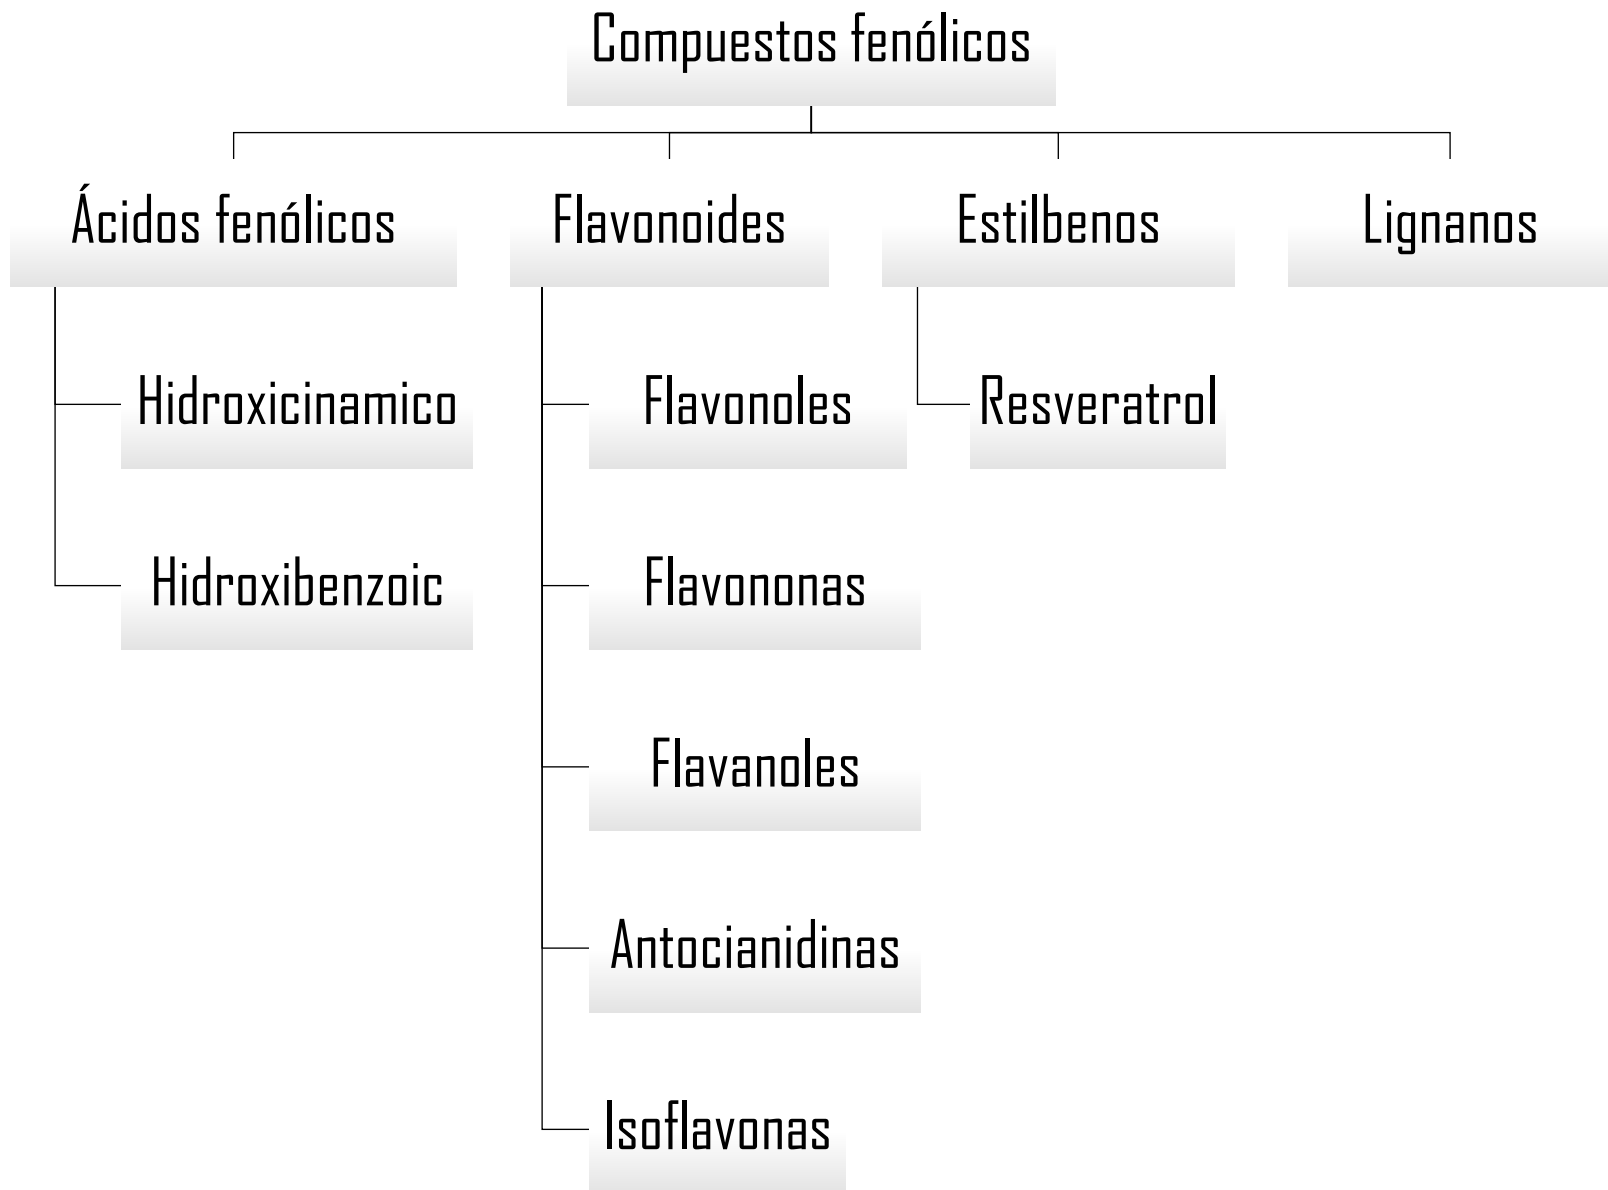 Compuestos fenólicos
Ácidos fenólicos
Flavonoides
Estilbenos
Lignanos
Hidroxicinamico
Flavonoles
Resveratrol
Hidroxibenzoic
Flavononas
Flavanoles
Antocianidinas
Isoflavonas